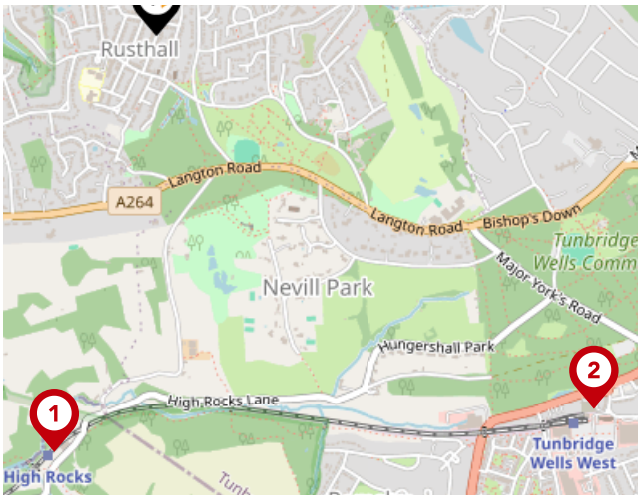 Rusthall
Langton Road
A264
Langton Road
Bishop's Down
Tunbridge
Wells Comm
Nevill Park
Major York's Road
Hungershall Park
High Rocks Lane
1
2
High Rocks
Tunbridge
Wells West
Tunb